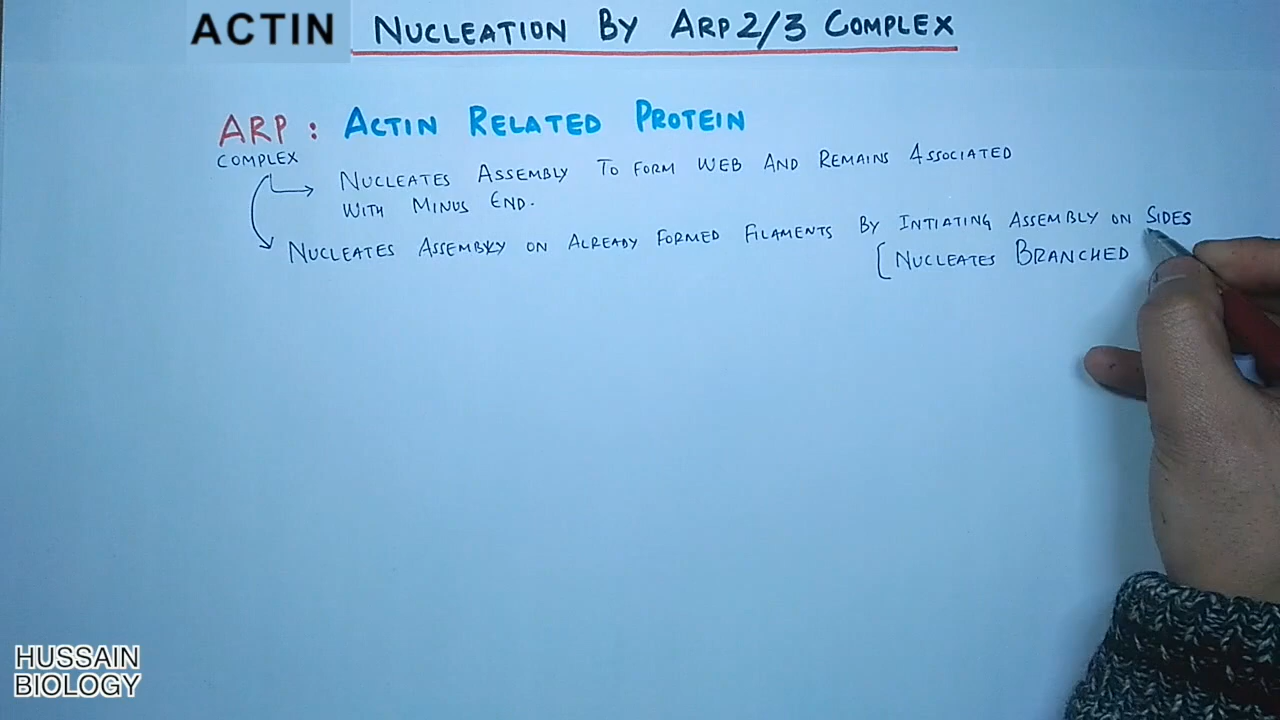 ACTIN NUCLEATION BY ARP 2/3 COMPLEX
ARP : ACTIN RELATED PROTEIN
COMPLEX
NUCLEATES ASSEMBLY TO FORM WEB AND REMAINS ASSOCIATED
WITH MINUS END.
NUCLEATES ASSEMBLY ON ALREADY FORMED FILAMENTS BY INTIATING ASSEMBLY ON SIDES
[NUCLEATES BRANCHED
HUSSAIN
BIOLOGY